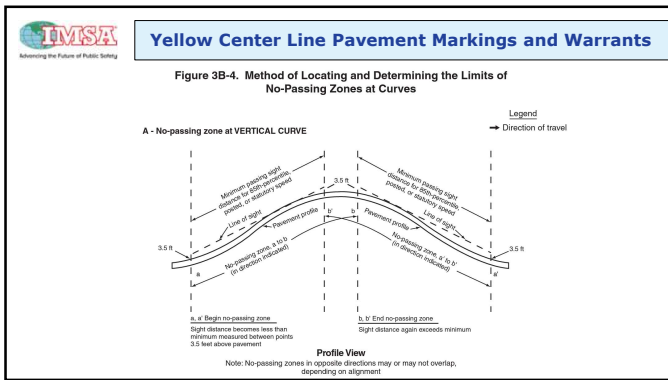 IMSA
Advancing the Future of Public Safety
Yellow Center Line Pavement Markings and Warrants
Figure 3B-4. Method of Locating and Determining the Limits of
No-Passing Zones at Curves
Legend
→ Direction of travel
A - No-passing zone at VERTICAL CURVE
Minimum passing sight
distance for 85th-percentile,
posted, or statutory speed
Line of sight
Pavement profile
No-passing zone, a to b
(in direction indicated)
3.5 ft
a
3.5 ft
b'
b
Minimum passing sight
distance for 85th-percentile,
posted, or statutory speed
Line of sight
Pavement profile
No-passing zone, a' to b'
(in direction indicated)
3.5 ft
a'
a, a' Begin no-passing zone
Sight distance becomes less than
minimum measured between points
3.5 feet above pavement
b, b' End no-passing zone
Sight distance again exceeds minimum
Profile View
Note: No-passing zones in opposite directions may or may not overlap,
depending on alignment